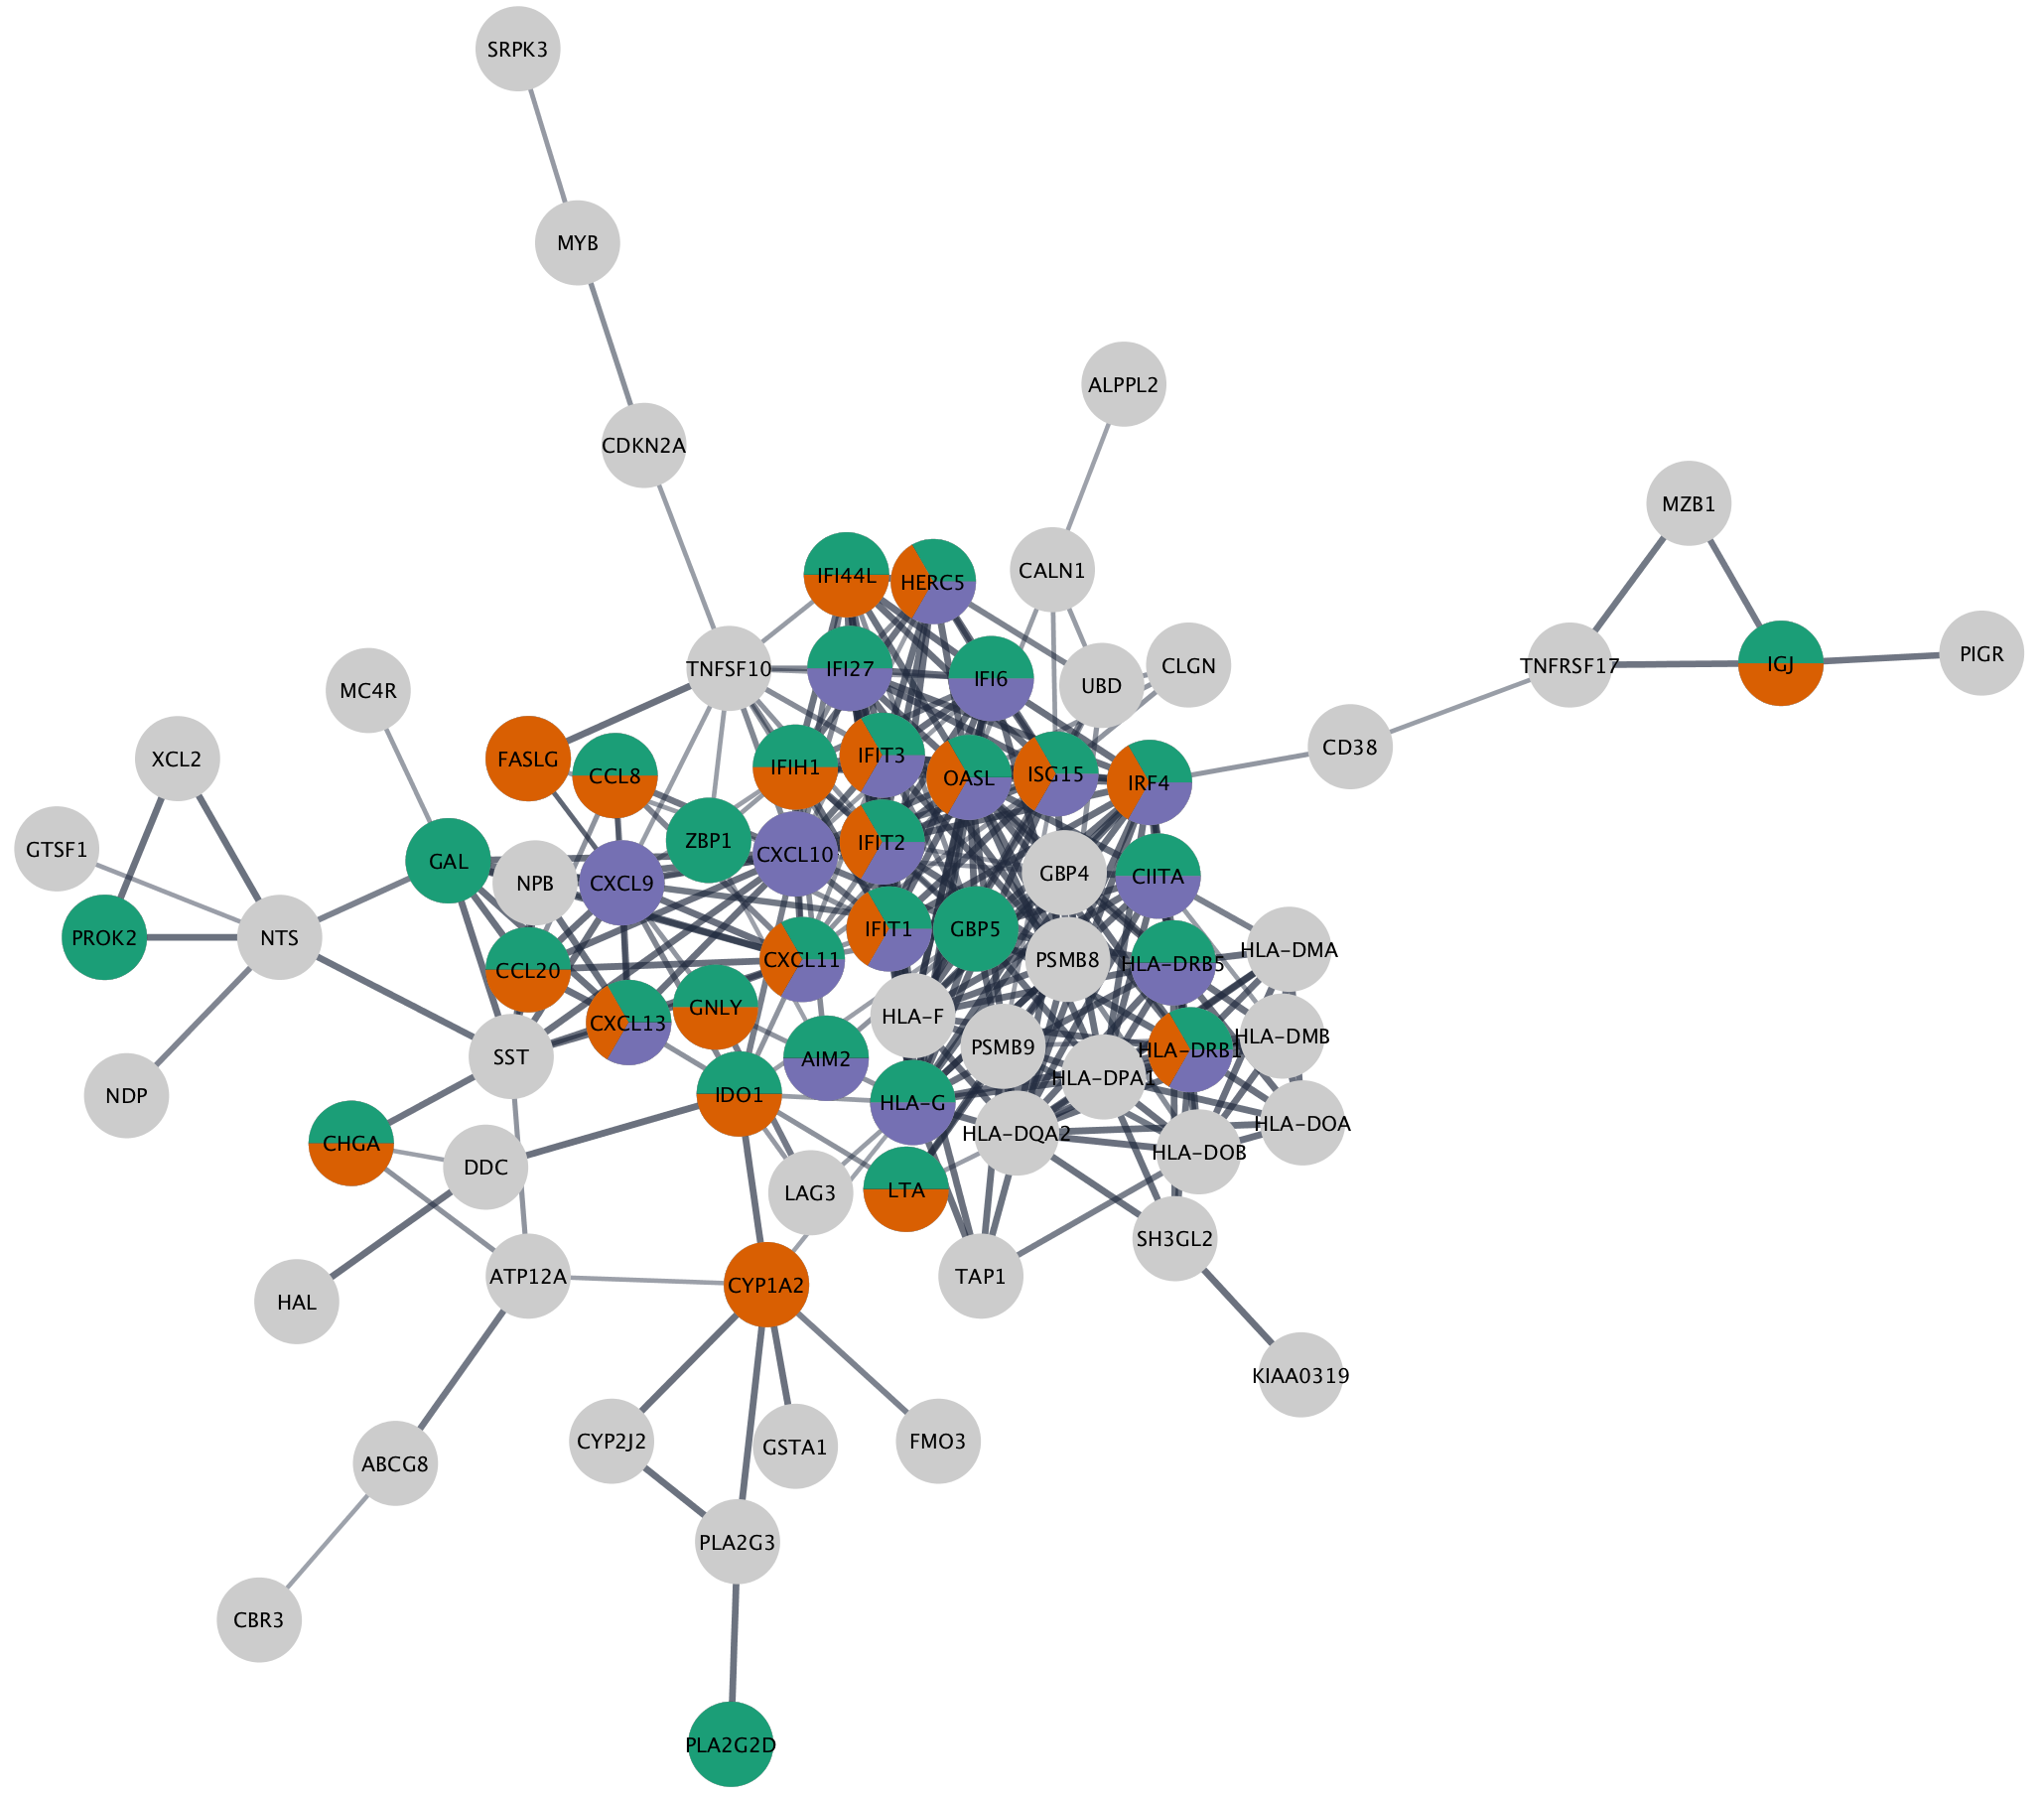 SRPK3
MYB
ALPPL2
CDKN2A
MZB1
CALN1
IFI44L
HERC5
PIGR
TNFSF10
IFI27
IFI6
UBD
CLGN
TNFRSF17
IGJ
MC4R
CD38
XCL2
FASLG
CCL8
IFIH1
IFIT3
OASL
ISG15
IRF4
GTSF1
GAL
NPB
CXCL9
ZBP1
CXCL10
IFIT2
GBP4
CIITA
PROK2
NTS
CCL20
CXCL11
IFIT1
GBP5
PSMB8
HLA-DRB5
HLA-DMA
CXCL13
GNLY
HLA-F
PSMB9
HLA-DRB1
HLA-DMB
SST
AIM2
HLA-DPA1
NDP
IDO1
HLA-G
HLA-DQA2
HLA-DOB
HLA-DOA
CHGA
DDC
LAG3
LTA
SH3GL2
HAL
ATP12A
CYP1A2
TAP1
KIAA0319
ABCG8
CYP2J2
GSTA1
FMO3
PLA2G3
CBR3
PLA2G2D